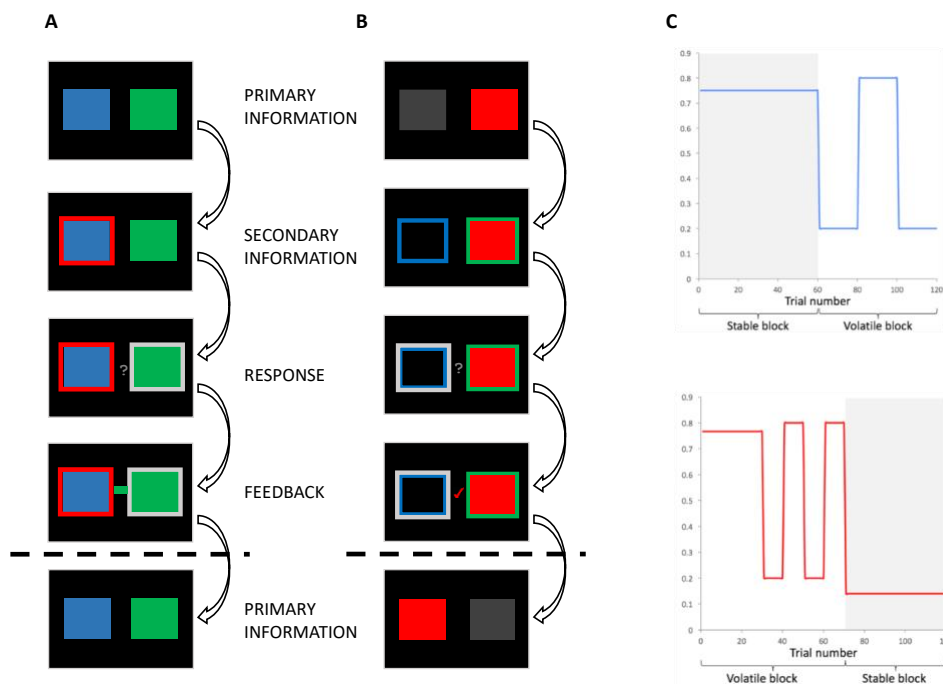 A
B
C
PRIMARY
INFORMATION
SECONDARY
INFORMATION
?
?
RESPONSE
✓
FEEDBACK
PRIMARY
INFORMATION
0.9
0.8
0.7
0.6
0.5
0.4
0.3
0.2
0.1
0
0 20 40 60 80 100 120
Trial number
Stable block Volatile block
0.9
0.8
0.7
0.6
0.5
0.4
0.3
0.2
0.1
0
0 20 40 60 80 100
Trial number
Volatile block Stable block